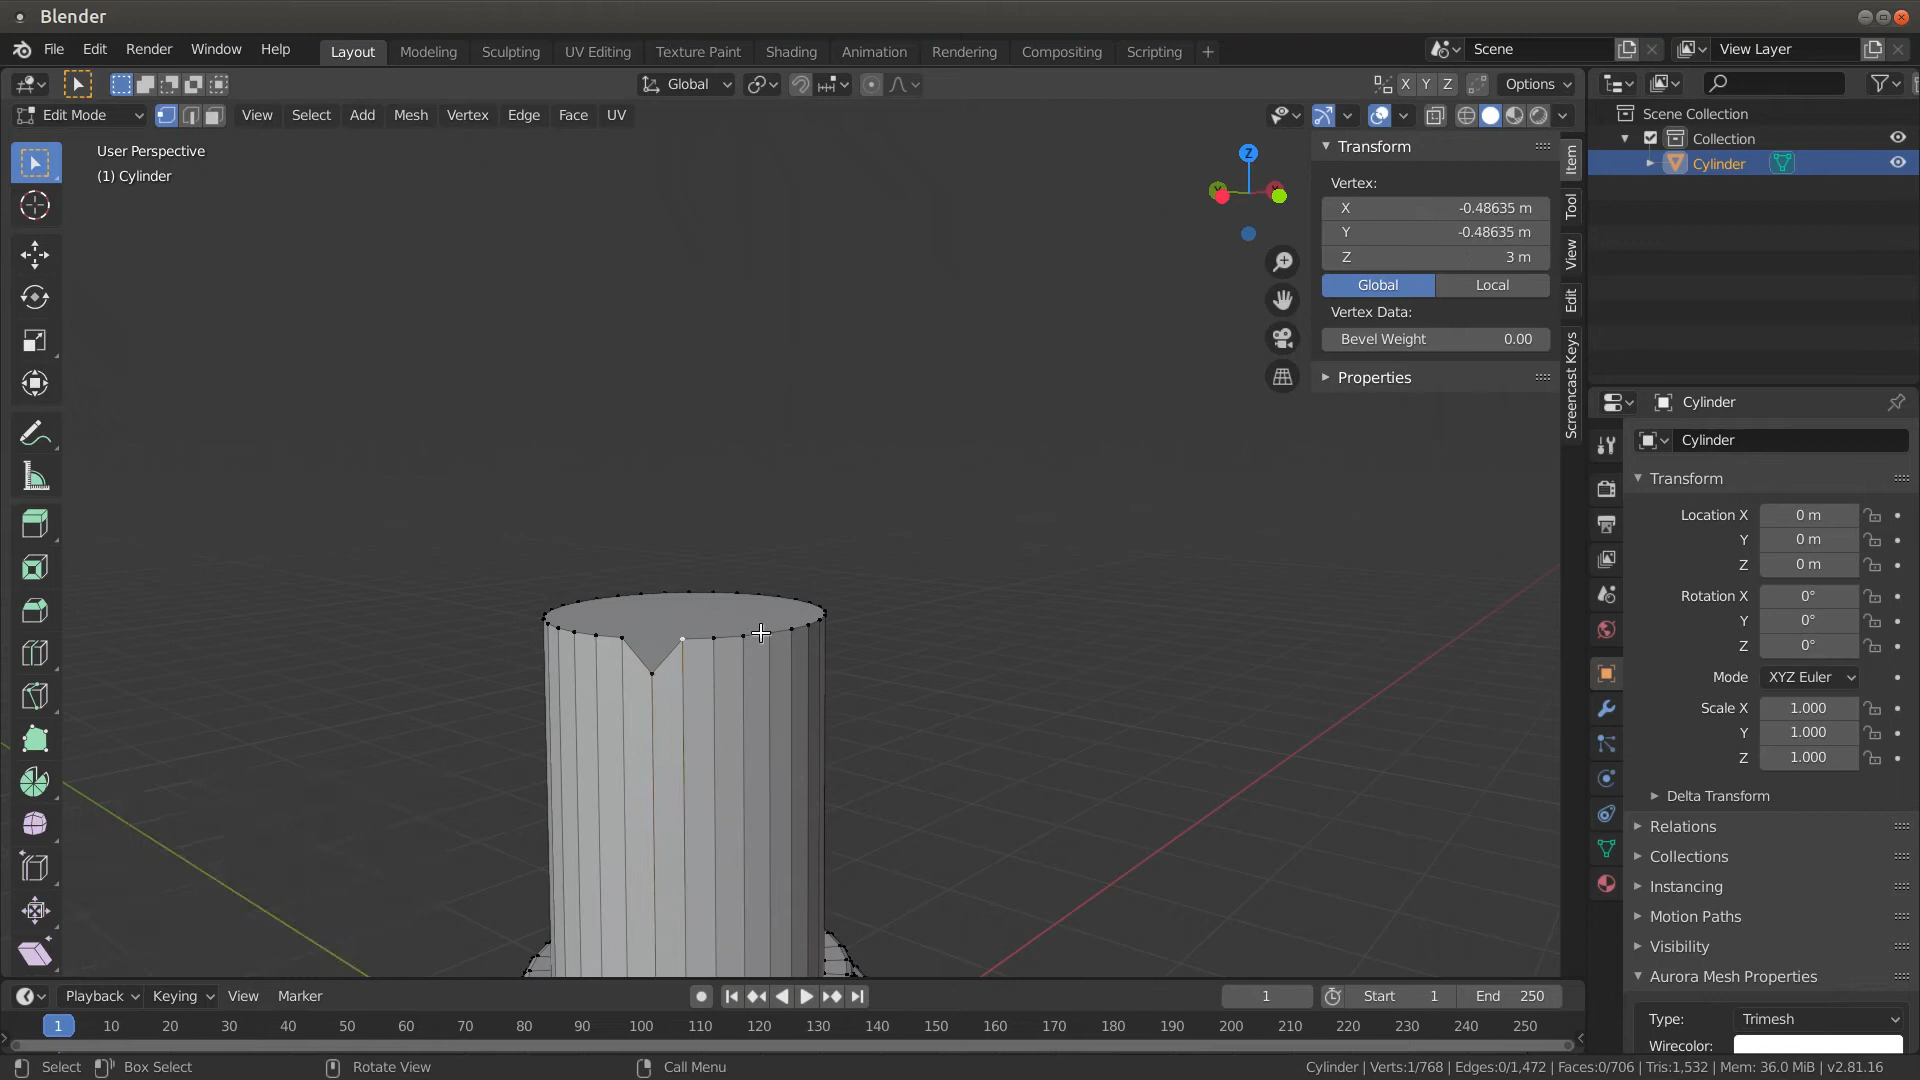 Blender
File Edit Render Window Help
Layout Modeling Sculpting UV Editing Texture Paint Shading Animation Rendering Compositing Scripting +
Scene
View Layer
Global
X Y Z
Options
Edit Mode
View Select Add Mesh Vertex Edge Face UV
User Perspective
(1) Cylinder
Z
Transform
Vertex:
X -0.48635 m
Y -0.48635 m
Z 3 m
Global Local
Vertex Data:
Bevel Weight 0.00
Properties
Item
Tool
View
Edit
Screencast Keys
Scene Collection
Collection
Cylinder
Cylinder
Cylinder
Transform
Location X 0 m
Y 0 m
Z 0 m
Rotation X 0°
Y 0°
Z 0°
Mode XYZ Euler
Scale X 1.000
Y 1.000
Z 1.000
Delta Transform
Relations
Collections
Instancing
Motion Paths
Visibility
Aurora Mesh Properties
Type: Trimesh
Wirecolor:
Playback Keying View Marker
1
Start 1
End 250
1 10 20 30 40 50 60 70 80 90 100 110 120 130 140 150 160 170 180 190 200 210 220 230 240 250
Select Box Select Rotate View Call Menu
Cylinder | Verts:1/768 | Edges:0/1,472 | Faces:0/706 | Tris:1,532 | Mem: 36.0 MiB | v2.81.16